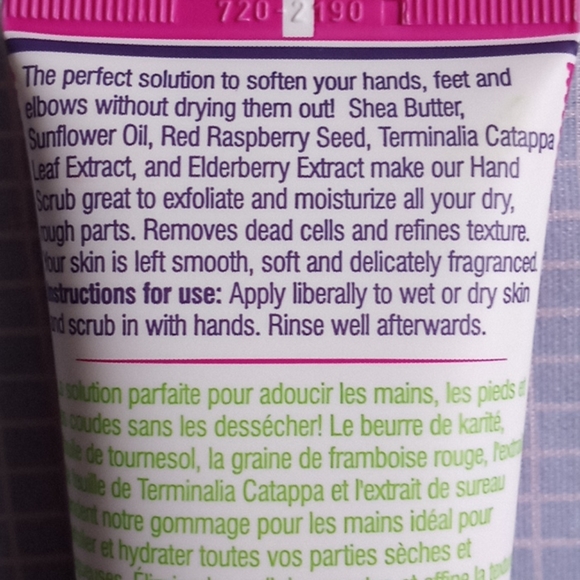 720-2190
The perfect solution to soften your hands, feet and
elbows without drying them out! Shea Butter,
Sunflower Oil, Red Raspberry Seed, Terminalia Catappa
Leaf Extract, and Elderberry Extract make our Hand
Scrub great to exfoliate and moisturize all your dry,
rough parts. Removes dead cells and refines texture.
Your skin is left smooth, soft and delicately fragranced.
Instructions for use: Apply liberally to wet or dry skin
and scrub in with hands. Rinse well afterwards.
solution parfaite pour adoucir les mains, les pieds et
coudes sans les dessécher! Le beurre de karité,
de tournesol, la graine de framboise rouge, l'extrait
feuille de Terminalia Catappa et l'extrait de sureau
notre gommage pour les mains idéal pour
et hydrater toutes vos parties sèches et